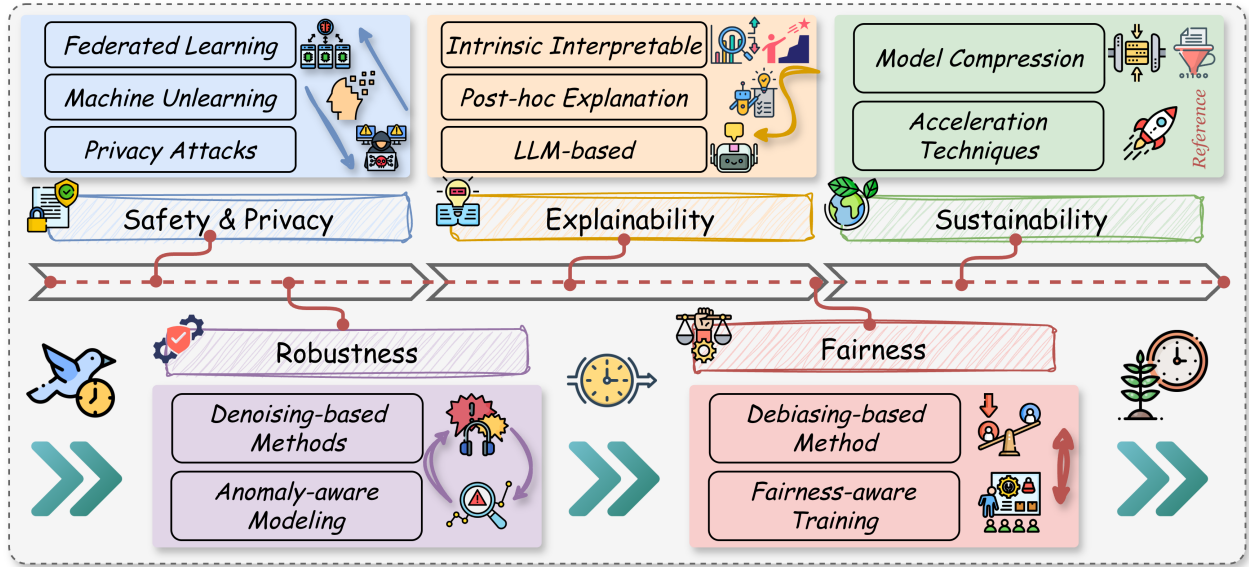 Federated Learning
Machine Unlearning
Privacy Attacks
Safety & Privacy
Intrinsic Interpretable
Post-hoc Explanation
LLM-based
Explainability
Model Compression
01100
Acceleration
Techniques
Reference
Sustainability
Robustness
Denoising-based
Methods
Anomaly-aware
Modeling
Fairness
Debiasing-based
Method
Fairness-aware
Training